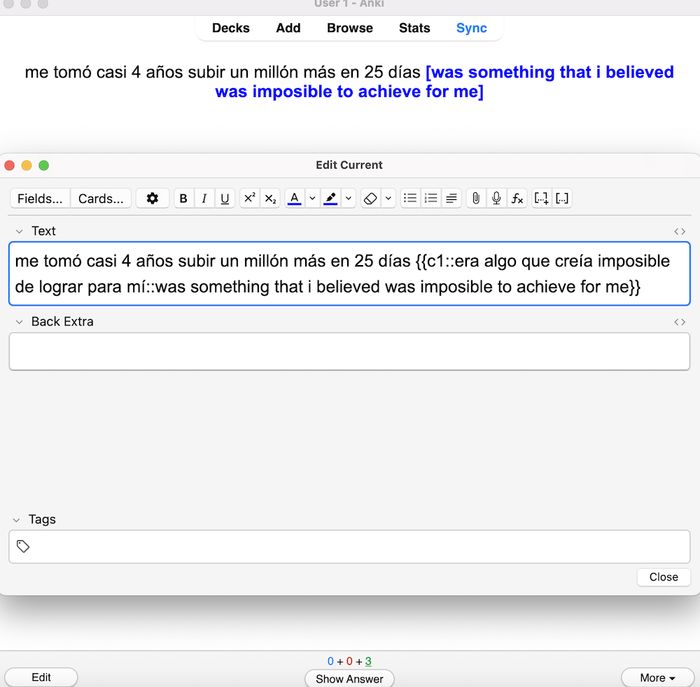 User 1 - Anki
Decks Add Browse Stats Sync
me tomó casi 4 años subir un millón más en 25 días [was something that i believed
was imposible to achieve for me]
Edit Current
Fields... Cards... B I U x² x₂ A fx [...]+ [...]
Text <>
me tomó casi 4 años subir un millón más en 25 días {{c1::era algo que creía imposible
de lograr para mí::was something that i believed was imposible to achieve for me}}
Back Extra <>
Tags
Close
0 + 0 + 3
Edit Show Answer More